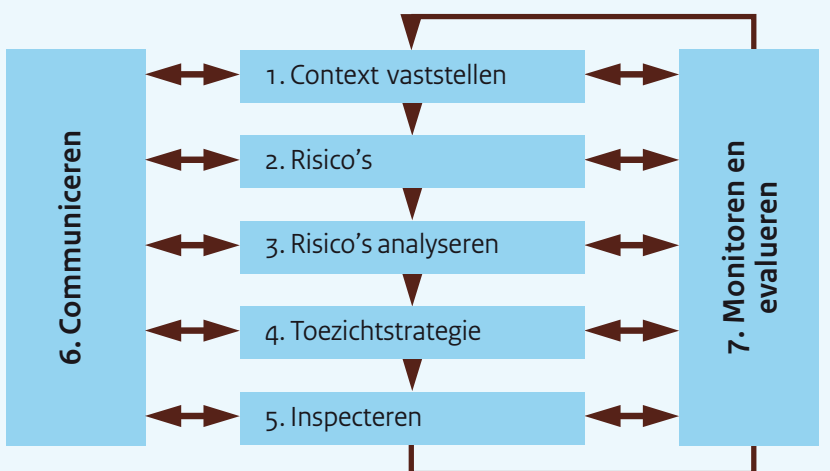 6. Communiceren
1. Context vaststellen
2. Risico's
3. Risico's analyseren
4. Toezichtstrategie
5. Inspecteren
7. Monitoren en
evalueren